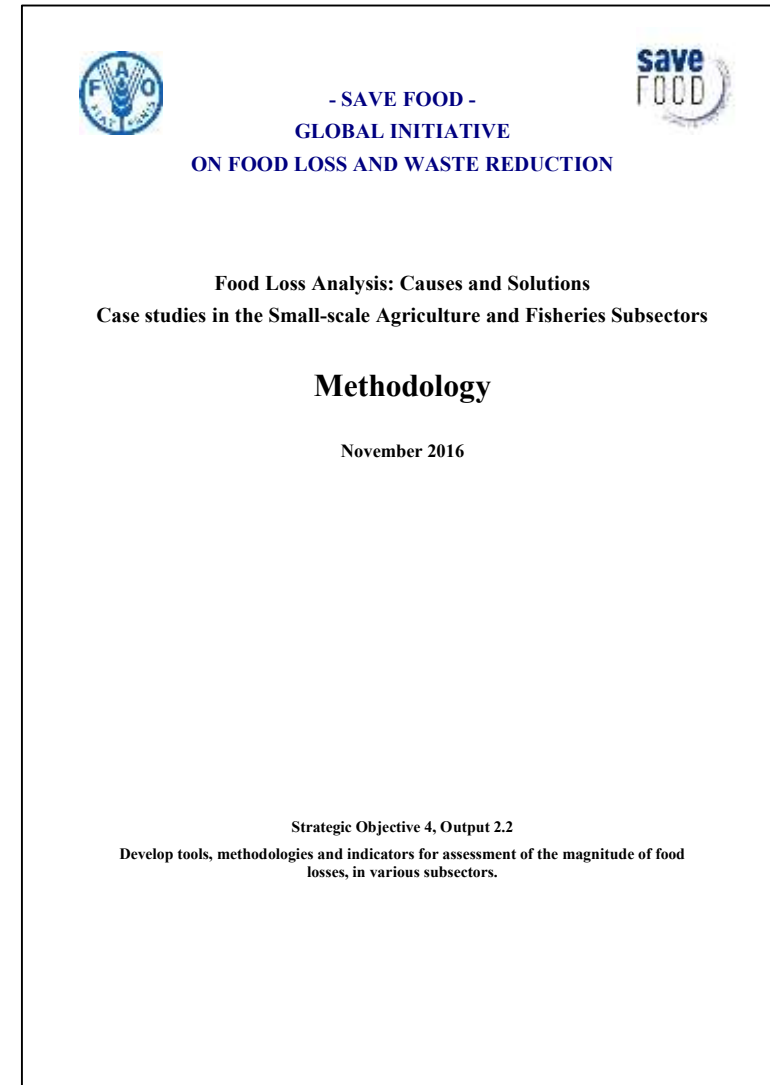 F A O
FIAT PANIS
save
FOOD
- SAVE FOOD -
GLOBAL INITIATIVE
ON FOOD LOSS AND WASTE REDUCTION
Food Loss Analysis: Causes and Solutions
Case studies in the Small-scale Agriculture and Fisheries Subsectors
Methodology
November 2016
Strategic Objective 4, Output 2.2
Develop tools, methodologies and indicators for assessment of the magnitude of food
losses, in various subsectors.